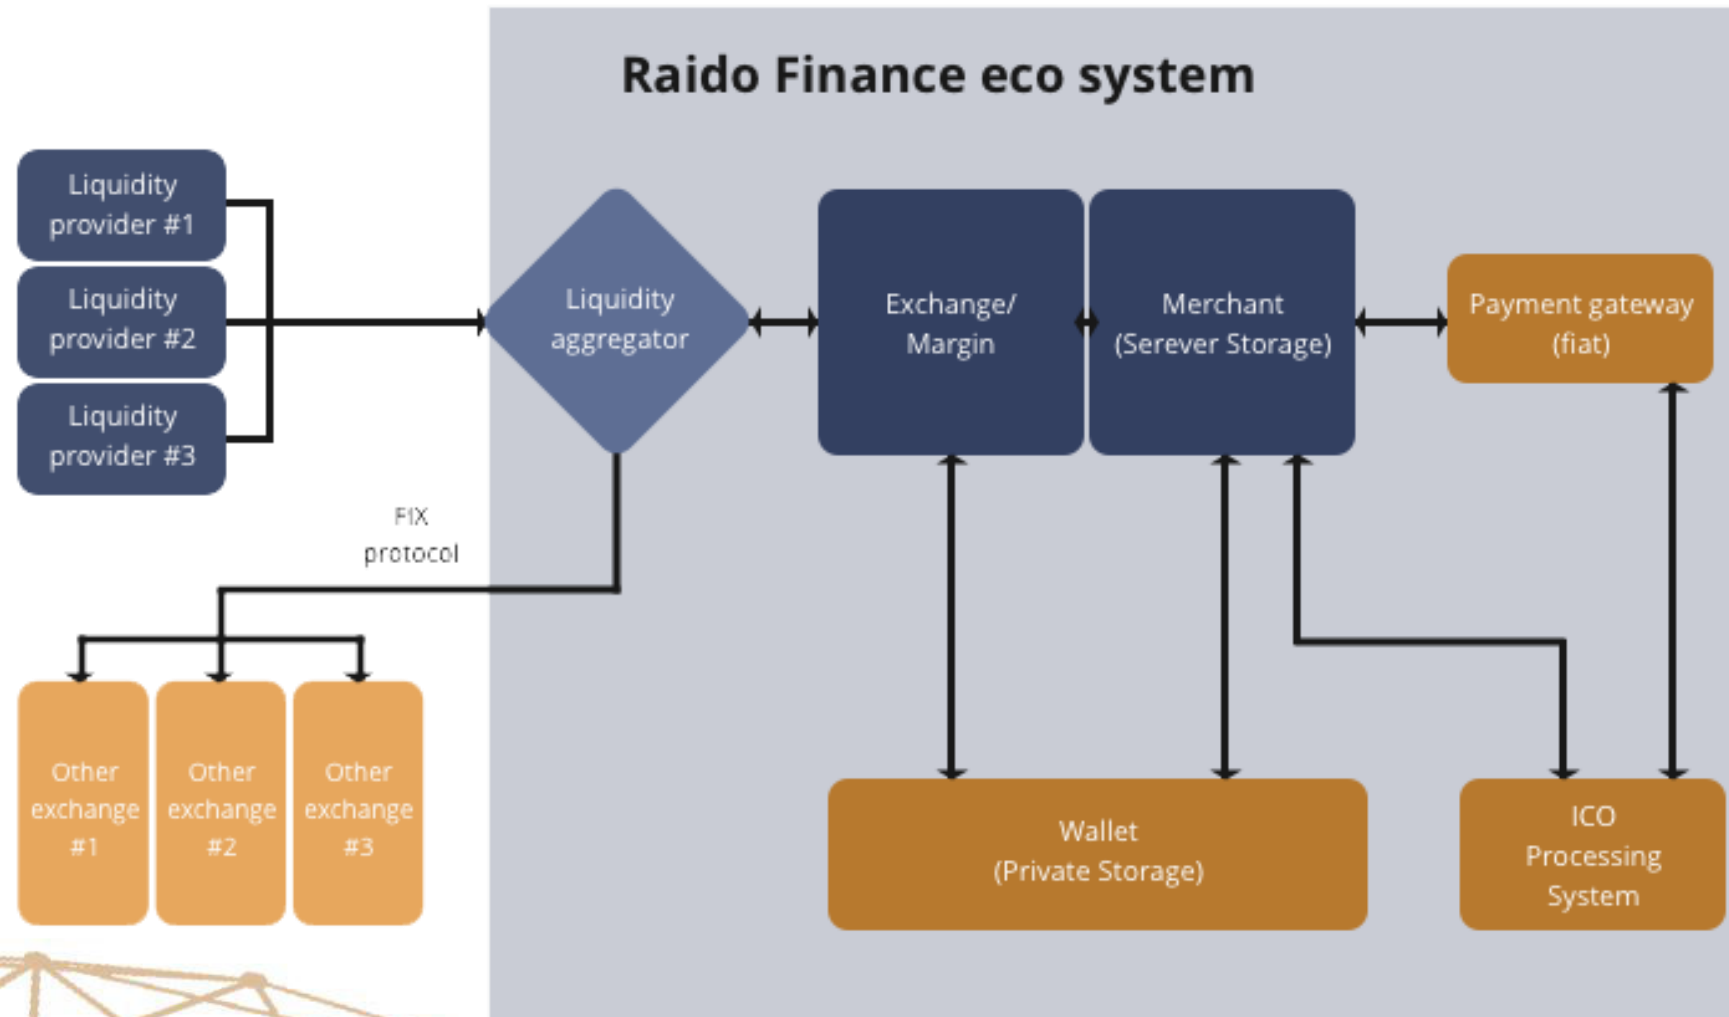 Raido Finance eco system
Liquidity
provider #1
Liquidity
provider #2
Liquidity
provider #3
Liquidity
aggregator
Exchange/
Margin
Merchant
(Serever Storage)
Payment gateway
(fiat)
FIX
protocol
Other
exchange
#1
Other
exchange
#2
Other
exchange
#3
Wallet
(Private Storage)
ICO
Processing
System